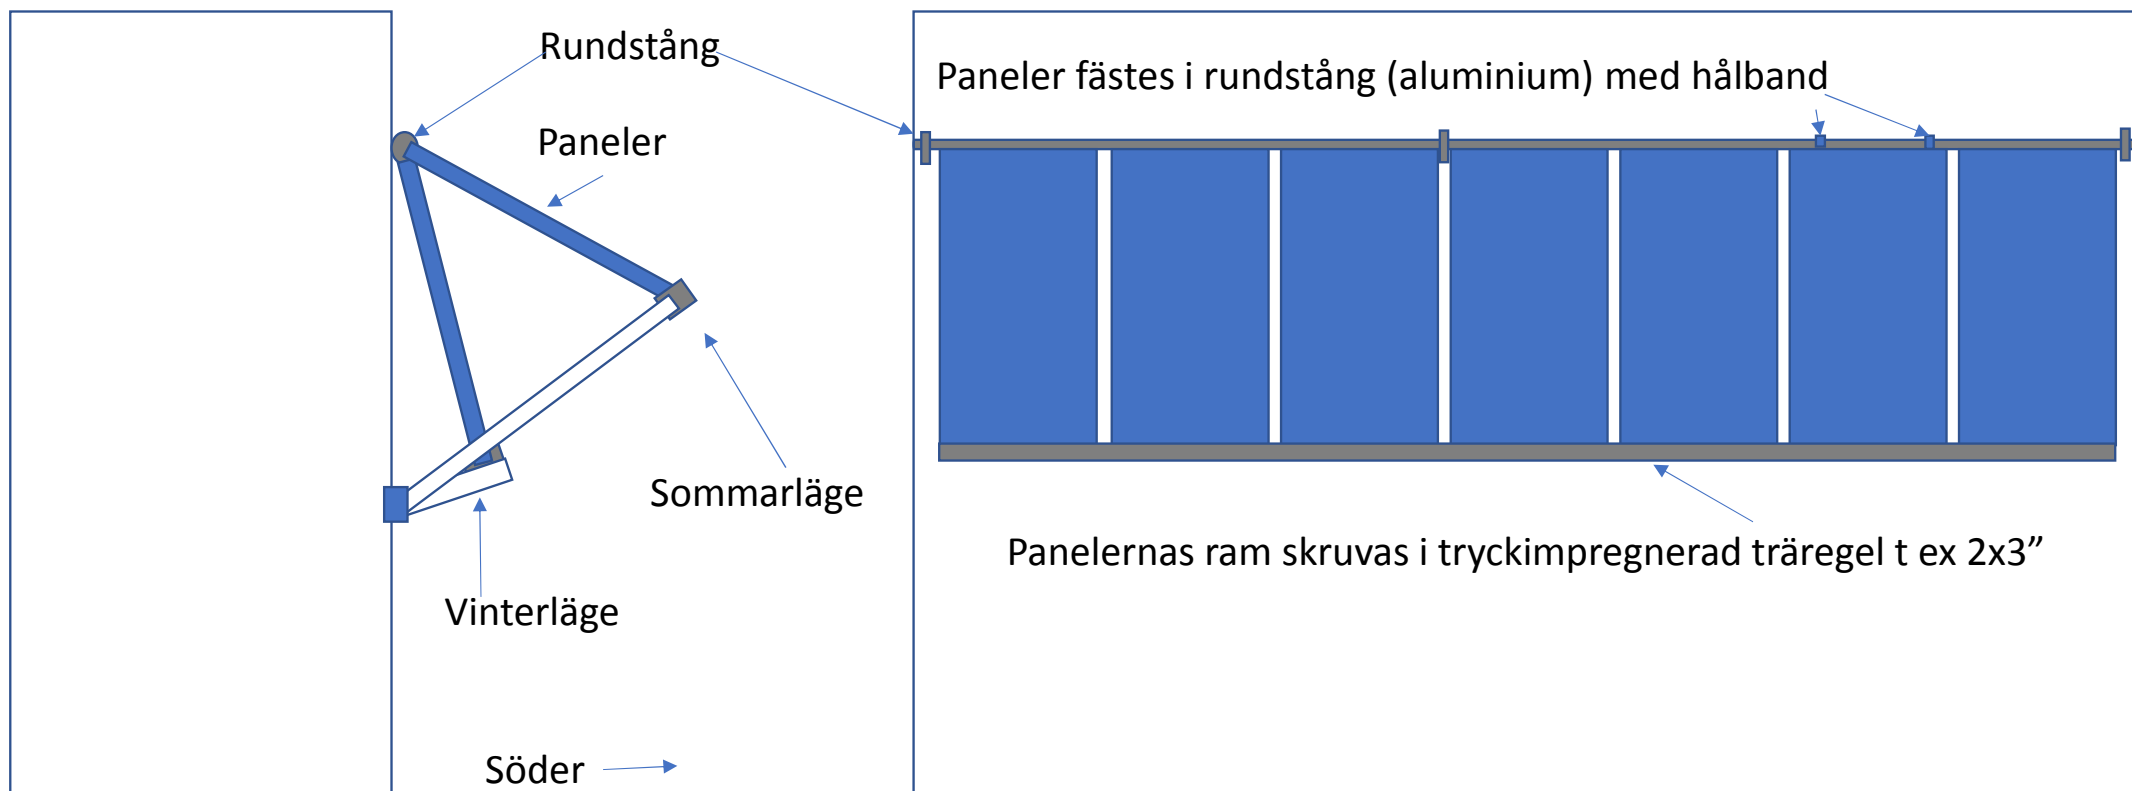 Rundstång
Paneler fästes i rundstång (aluminium) med hålband
Paneler
Sommarläge
Panelernas ram skruvas i tryckimpregnerad träregel t ex 2x3”
Vinterläge
Söder